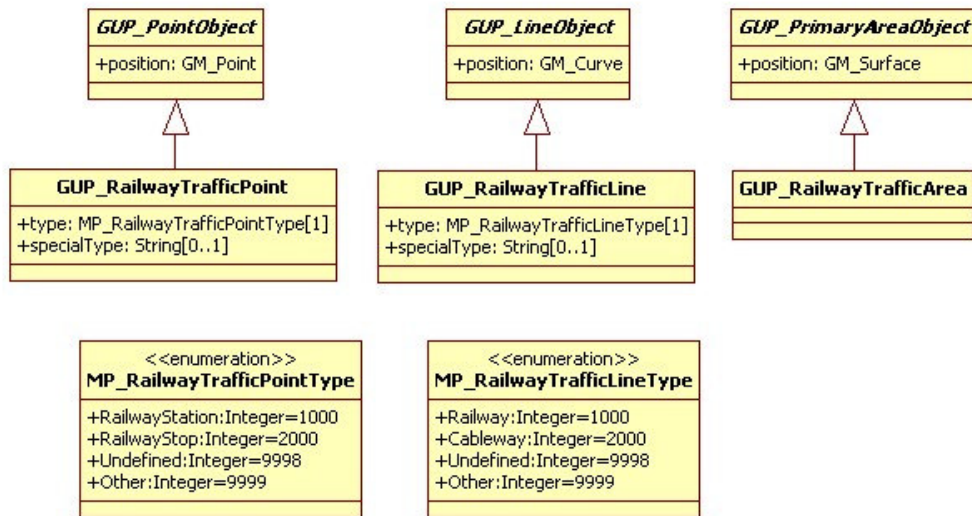 GUP_PointObject
+position: GM_Point
GUP_LineObject
+position: GM_Curve
GUP_PrimaryAreaObject
+position: GM_Surface
GUP_RailwayTrafficPoint
+type: MP_RailwayTrafficPointType[1]
+specialType: String[0..1]
GUP_RailwayTrafficLine
+type: MP_RailwayTrafficLineType[1]
+specialType: String[0..1]
GUP_RailwayTrafficArea
<<enumeration>>
MP_RailwayTrafficPointType
+RailwayStation:Integer=1000
+RailwayStop:Integer=2000
+Undefined:Integer=9998
+Other:Integer=9999
<<enumeration>>
MP_RailwayTrafficLineType
+Railway:Integer=1000
+Cableway:Integer=2000
+Undefined:Integer=9998
+Other:Integer=9999